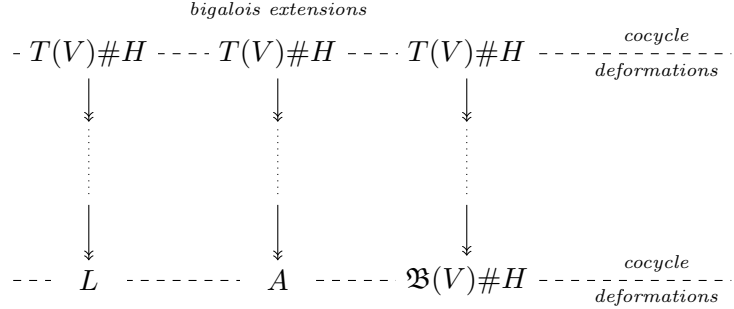 bigalois extensions
T(V)#H T(V)#H T(V)#H cocycle
deformations
L A 𝔅(V)#H cocycle
deformations